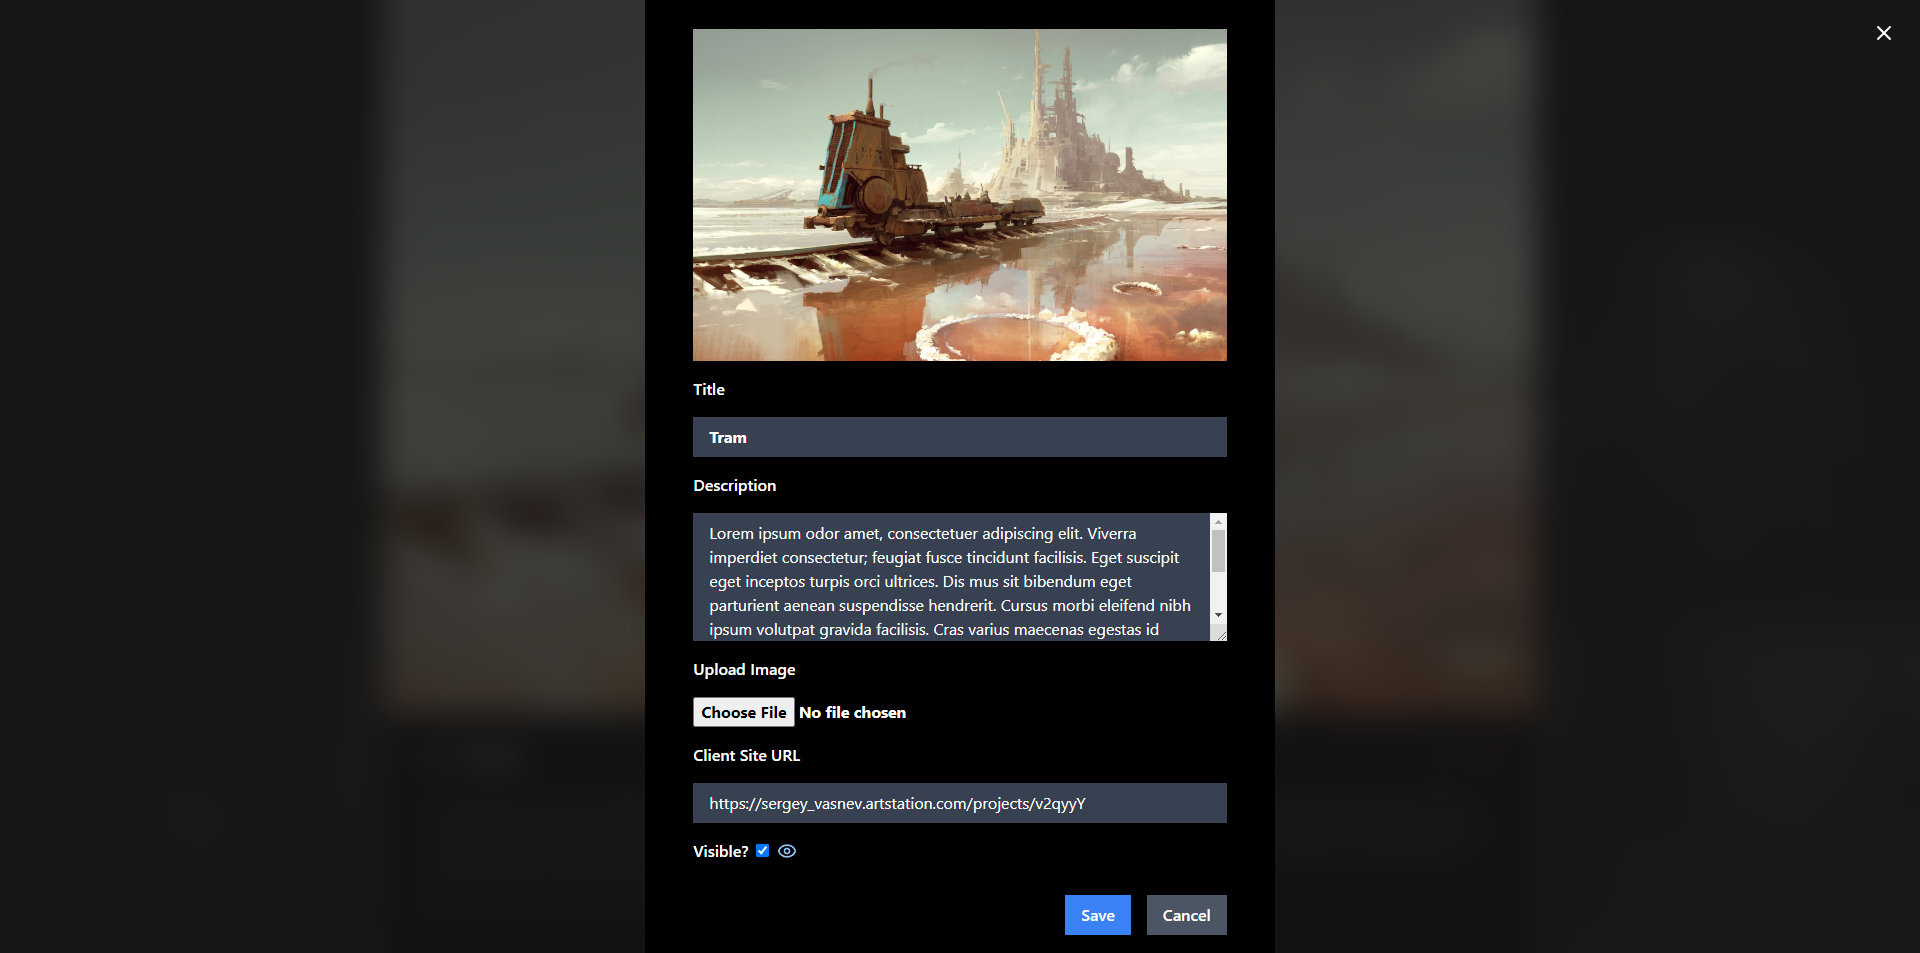 Title
Tram
Description
Lorem ipsum odor amet, consectetuer adipiscing elit. Viverra
imperdiet consectetur; feugiat fusce tincidunt facilisis. Eget suscipit
eget inceptos turpis orci ultrices. Dis mus sit bibendum eget
parturient aenean suspendisse hendrerit. Cursus morbi eleifend nibh
ipsum volutpat gravida facilisis. Cras varius maecenas egestas id
Upload Image
Choose File No file chosen
Client Site URL
https://sergey_vasnev.artstation.com/projects/v2qyyY
Visible?
Save Cancel